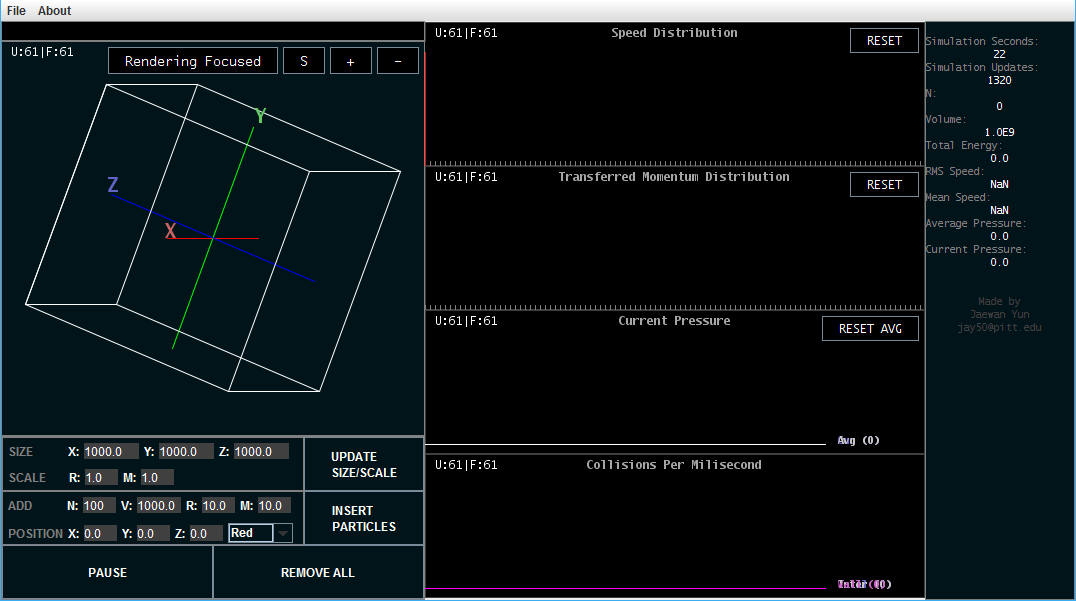 File About
U:61|F:61
Rendering Focused S + -
Y
Z
X
SIZE X: 1000.0 Y: 1000.0 Z: 1000.0
SCALE R: 1.0 M: 1.0
UPDATE
SIZE/SCALE
ADD N: 100 V: 1000.0 R: 10.0 M: 10.0
POSITION X: 0.0 Y: 0.0 Z: 0.0 Red
INSERT
PARTICLES
PAUSE REMOVE ALL
U:61|F:61 Speed Distribution RESET
U:61|F:61 Transferred Momentum Distribution RESET
U:61|F:61 Current Pressure RESET AVG
Avg (0)
U:61|F:61 Collisions Per Milisecond
(0)
Simulation Seconds:
22
Simulation Updates:
1320
N:
0
Volume:
1.0E9
Total Energy:
0.0
RMS Speed:
NaN
Mean Speed:
NaN
Average Pressure:
0.0
Current Pressure:
0.0
Made by
Jaewan Yun
jay50@pitt.edu